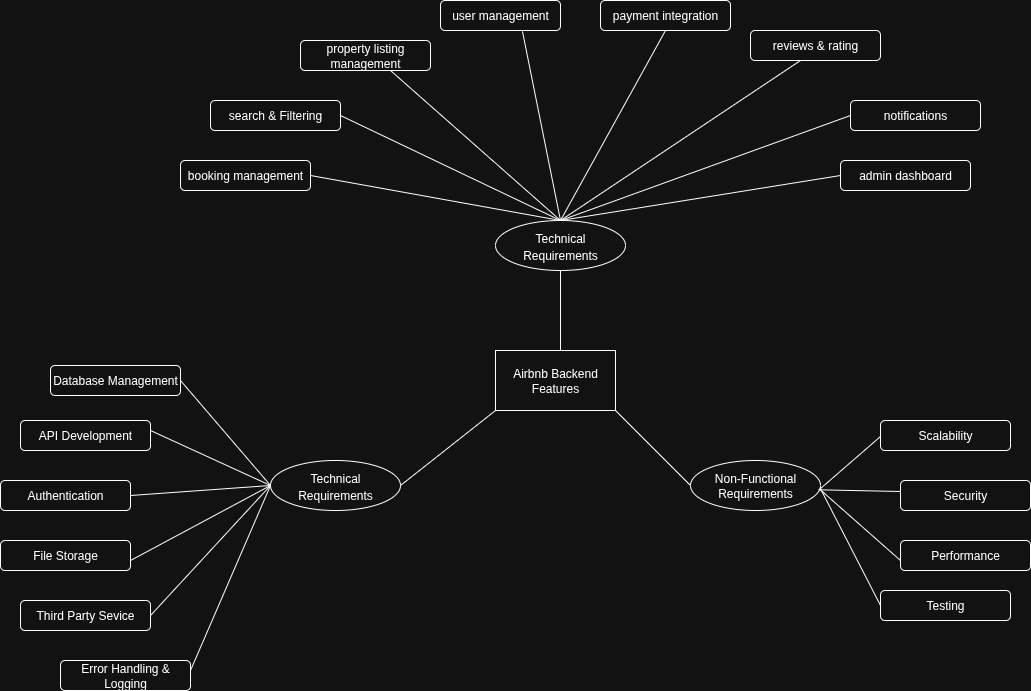 user management
payment integration
reviews & rating
property listing
management
search & Filtering
notifications
booking management
admin dashboard
Technical
Requirements
Airbnb Backend
Features
Database Management
API Development
Authentication
File Storage
Third Party Sevice
Error Handling &
Logging
Technical
Requirements
Non-Functional
Requirements
Scalability
Security
Performance
Testing